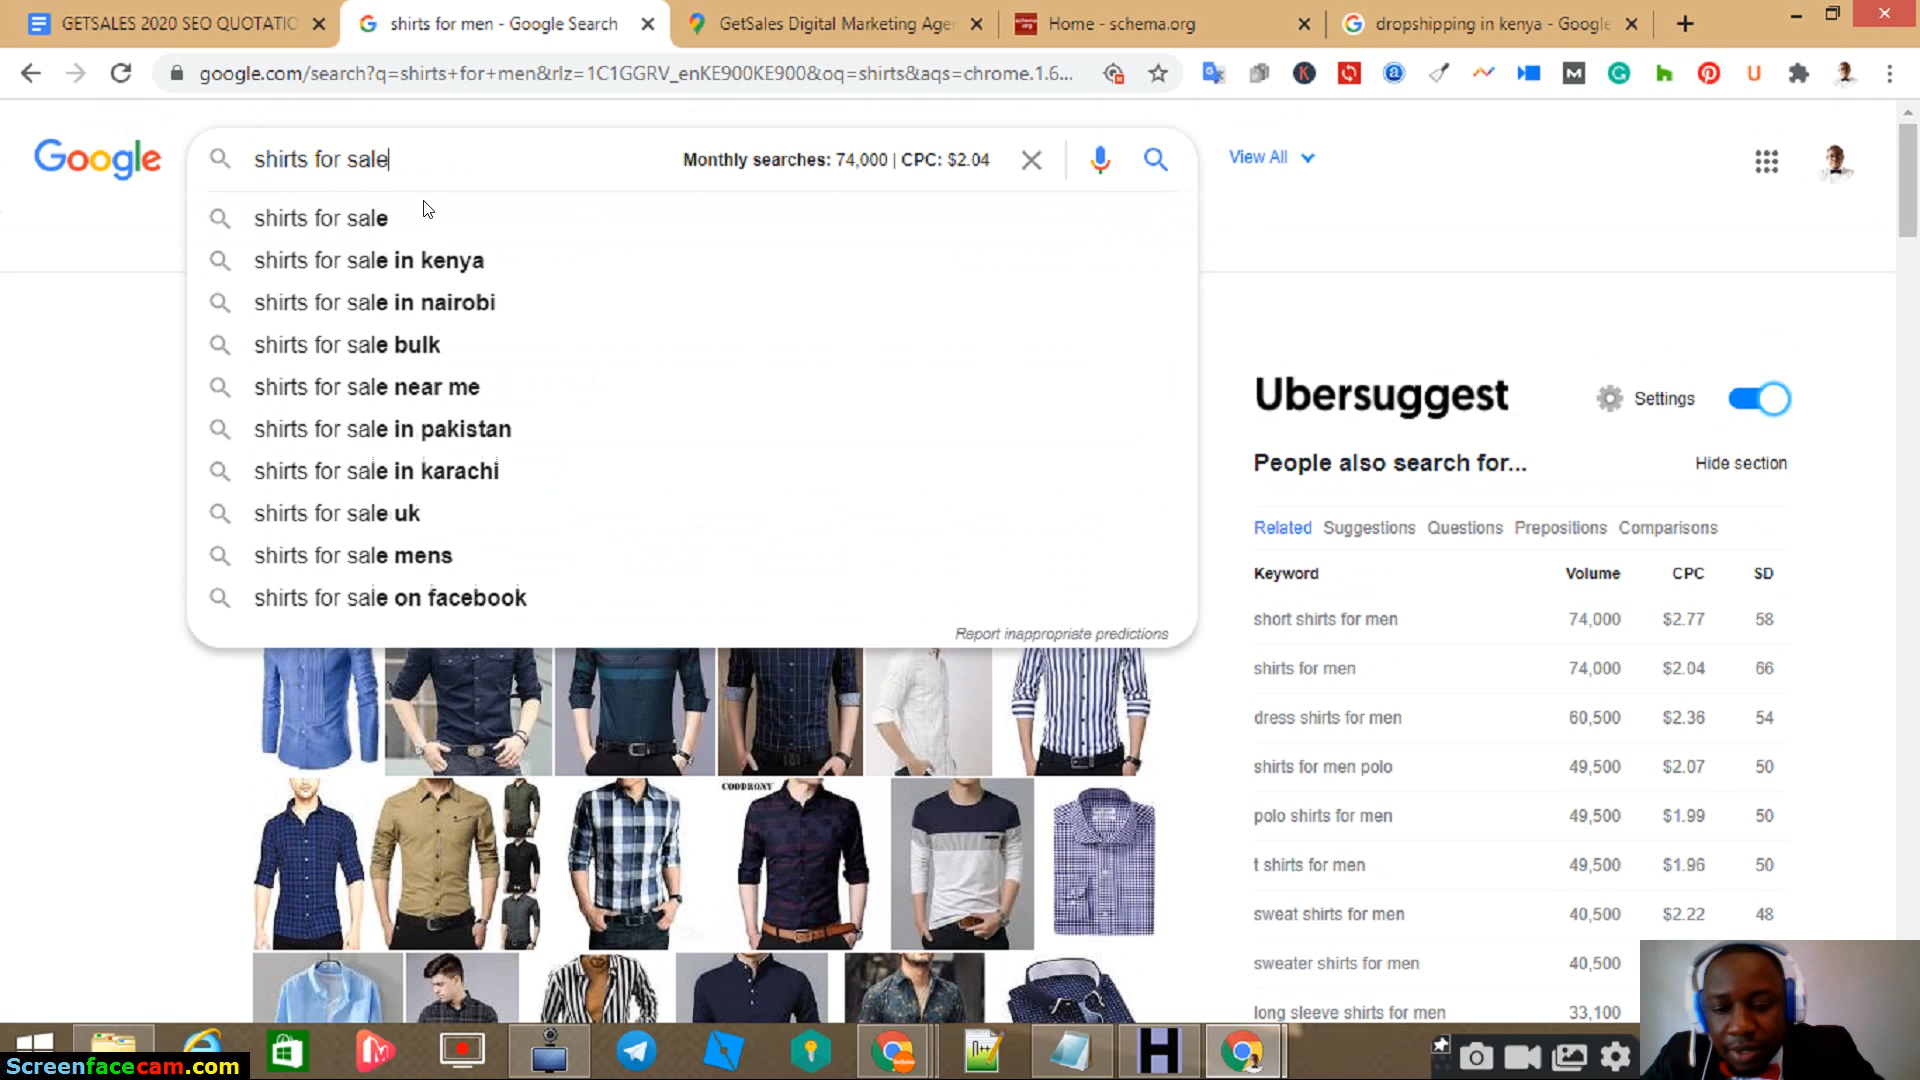 GETSALES 2020 SEO QUOTATIO
shirts for men - Google Search
GetSales Digital Marketing Agen
Home - schema.org
dropshipping in kenya - Google
google.com/search?q=shirts+for+men&rlz=1C1GGRV_enKE900KE900&oq=shirts&aqs=chrome.1.6...
Google
shirts for sale
Monthly searches: 74,000 | CPC: $2.04
View All
shirts for sale
shirts for sale in kenya
shirts for sale in nairobi
shirts for sale bulk
shirts for sale near me
shirts for sale in pakistan
shirts for sale in karachi
shirts for sale uk
shirts for sale mens
shirts for sale on facebook
Report inappropriate predictions
COODRONY
Ubersuggest
Settings
People also search for...
Hide section
Related Suggestions Questions Prepositions Comparisons
Keyword Volume CPC SD
short shirts for men 74,000 $2.77 58
shirts for men 74,000 $2.04 66
dress shirts for men 60,500 $2.36 54
shirts for men polo 49,500 $2.07 50
polo shirts for men 49,500 $1.99 50
t shirts for men 49,500 $1.96 50
sweat shirts for men 40,500 $2.22 48
sweater shirts for men 40,500
long sleeve shirts for men 33,100
Screenfacecam.com